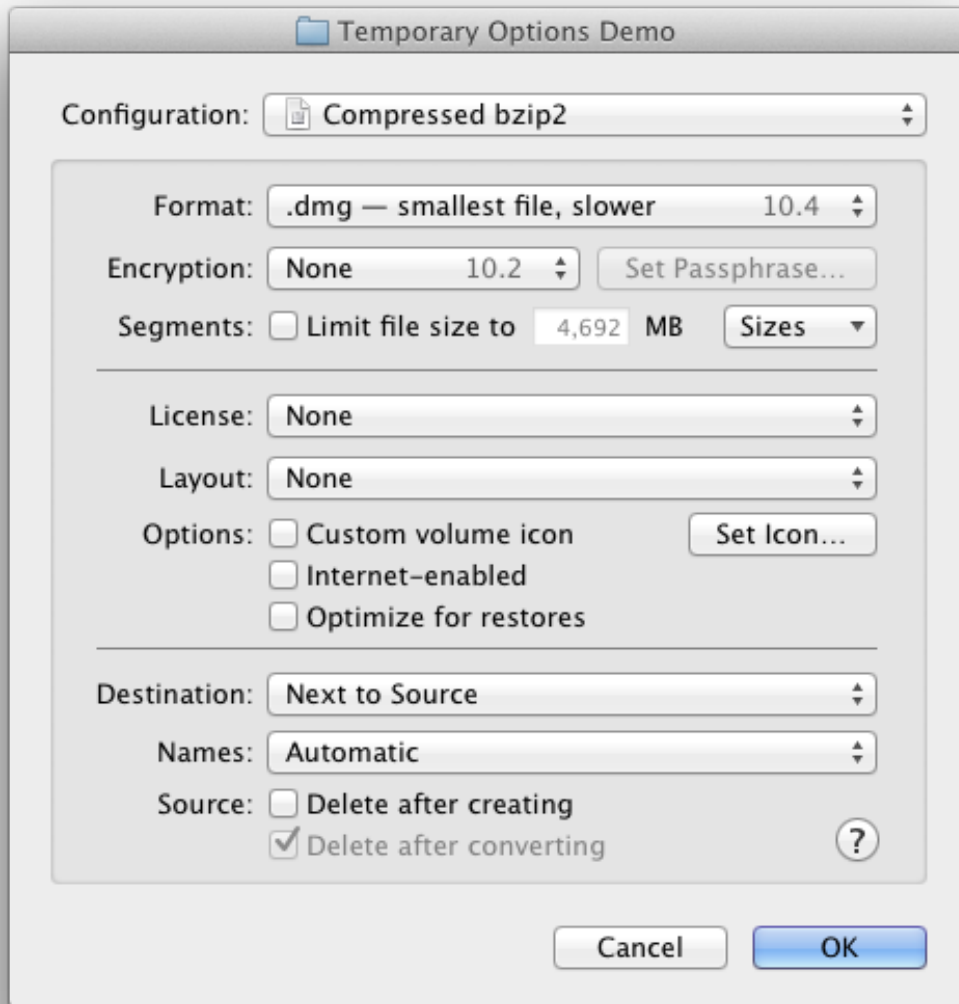 Temporary Options Demo
Configuration: Compressed bzip2
Format: .dmg — smallest file, slower 10.4
Encryption: None 10.2 Set Passphrase...
Segments: Limit file size to 4,692 MB Sizes
License: None
Layout: None
Options: Custom volume icon Set Icon...
Internet-enabled
Optimize for restores
Destination: Next to Source
Names: Automatic
Source: Delete after creating
Delete after converting ?
Cancel OK